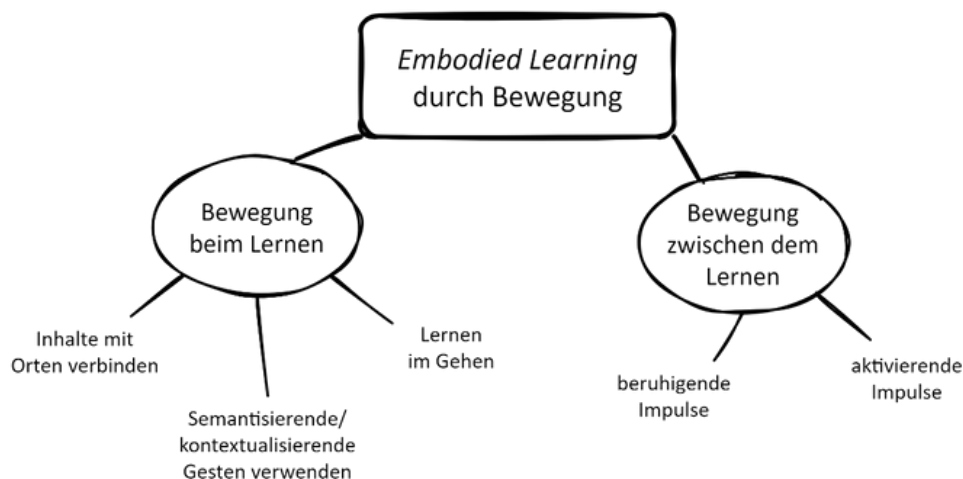 Embodied Learning
durch Bewegung
Bewegung
beim Lernen
Bewegung
zwischen dem
Lernen
Inhalte mit
Orten verbinden
Semantisierende/
kontextualisierende
Gesten verwenden
Lernen
im Gehen
beruhigende
Impulse
aktivierende
Impulse